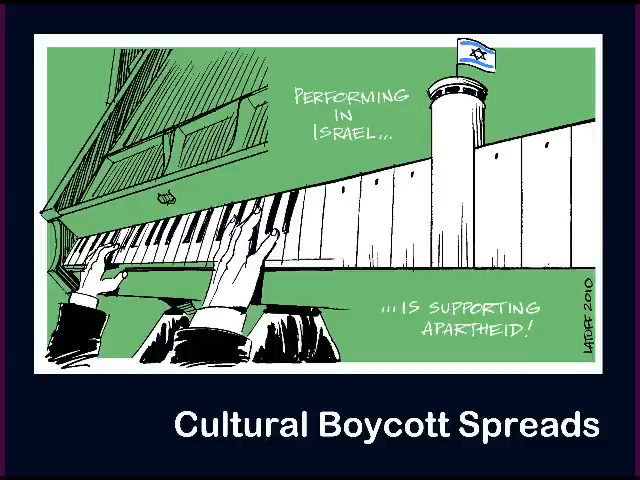 PERFORMING
IN
ISRAEL...
...IS SUPPORTING
APARTHEID!
LATUFF 2010
Cultural Boycott Spreads